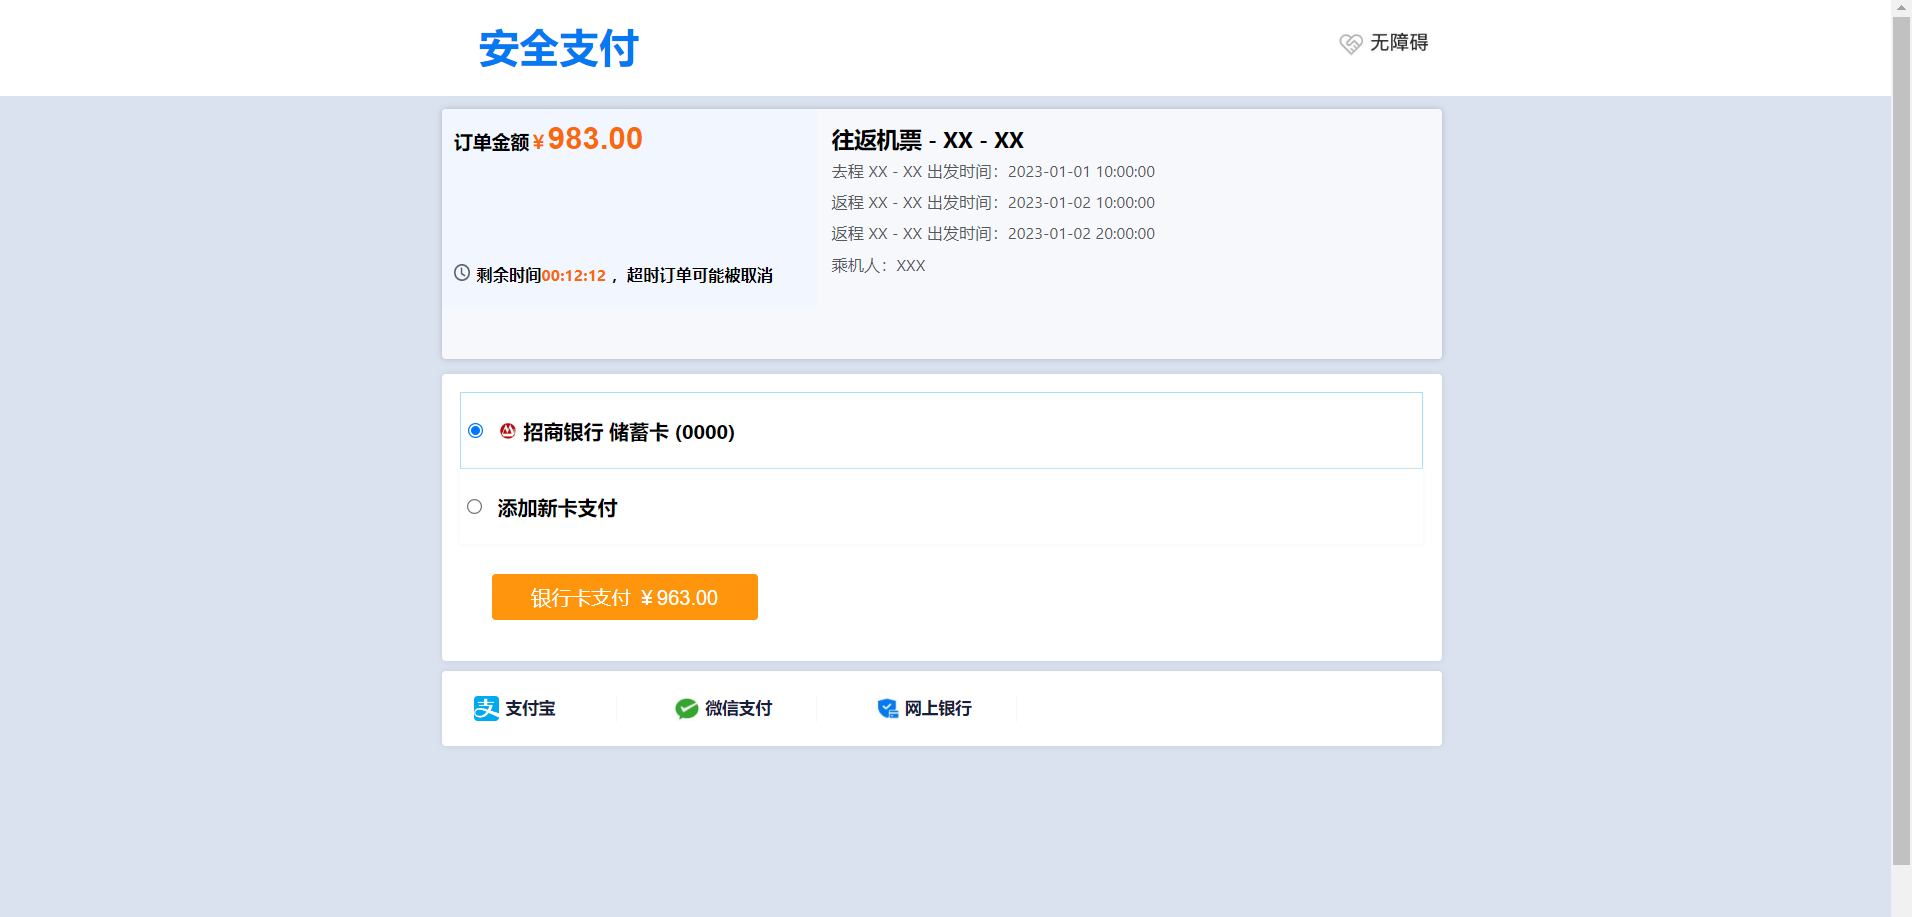 安全支付
无障碍
订单金额¥983.00
剩余时间00:12:12，超时订单可能被取消
往返机票 - XX - XX
去程 XX - XX 出发时间：2023-01-01 10:00:00
返程 XX - XX 出发时间：2023-01-02 10:00:00
返程 XX - XX 出发时间：2023-01-02 20:00:00
乘机人：XXX
招商银行 储蓄卡 (0000)
添加新卡支付
银行卡支付 ¥963.00
支付宝
微信支付
网上银行